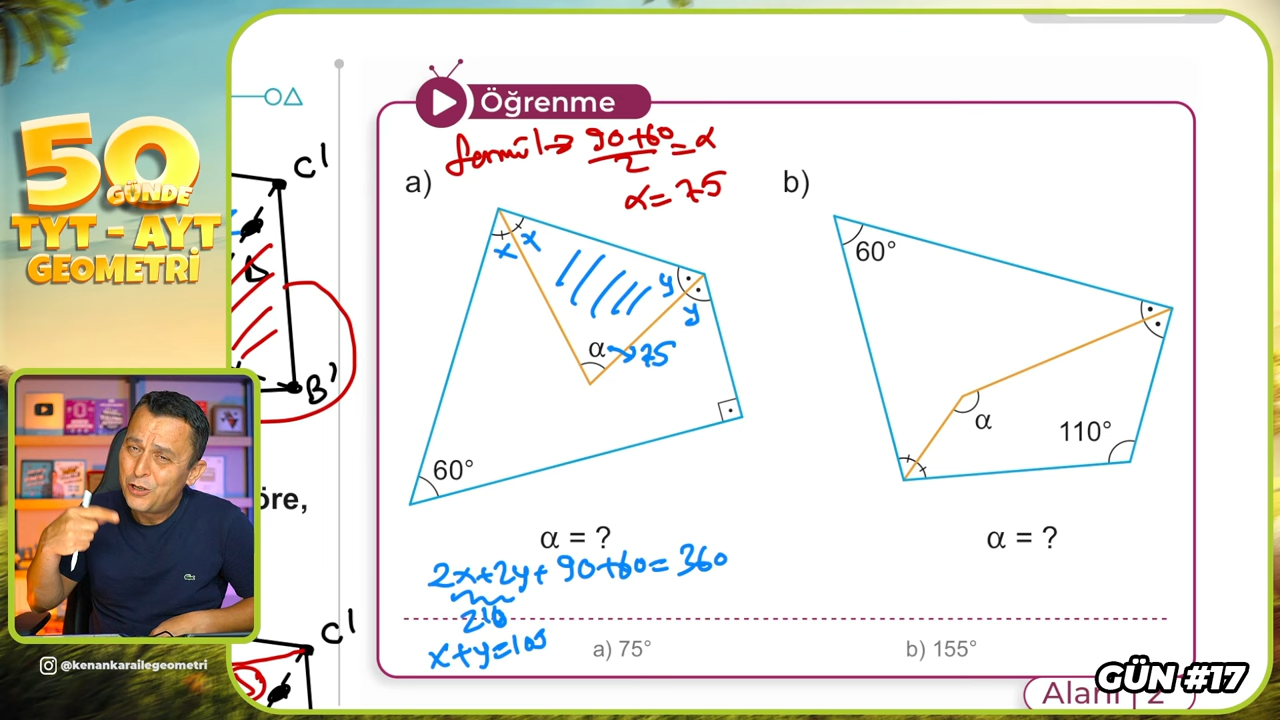 50
GÜNDE
TYT - AYT
GEOMETRİ
C'
B'
öre,
C'
@kenankarailegeometri
Öğrenme
formül → 90+60/2 = α
α = 75
a)
x x
y
y
α → 75
60°
α = ?
2x+2y+90+60=360
210
x+y=105
a) 75°
b)
60°
α
110°
α = ?
b) 155°
GÜN #17
Alanı | 2